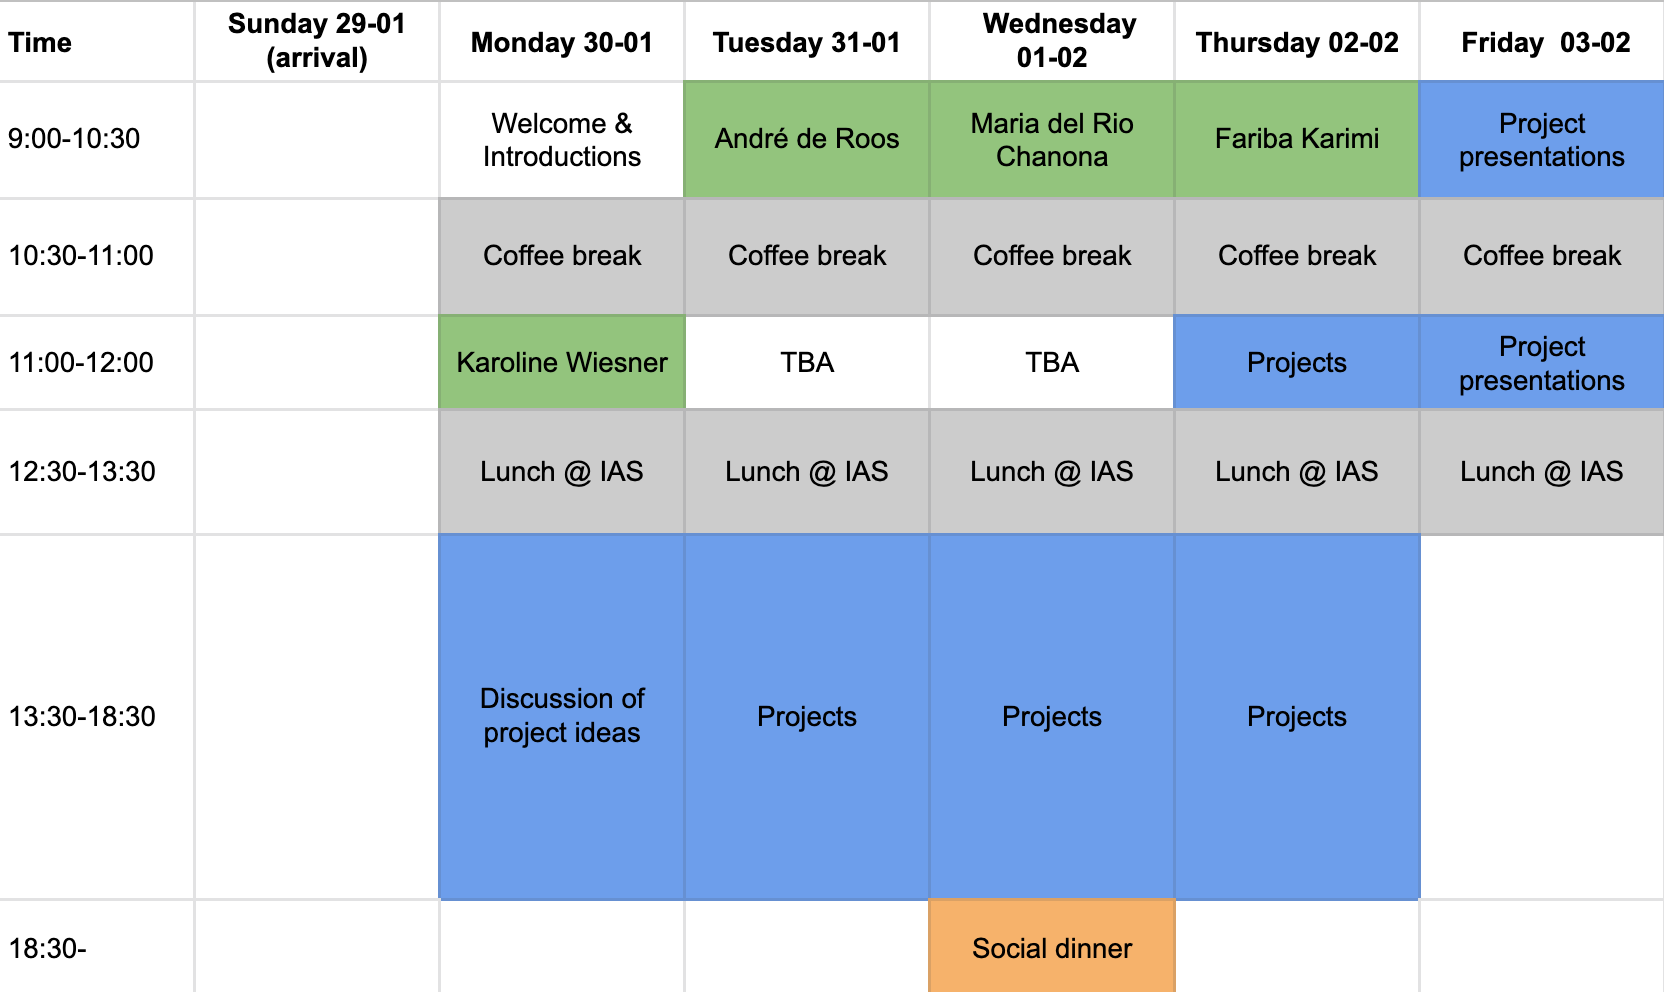 Time
Sunday 29-01
(arrival)
Monday 30-01
Tuesday 31-01
Wednesday
01-02
Thursday 02-02
Friday  03-02
9:00-10:30
Welcome &
Introductions
André de Roos
Maria del Rio
Chanona
Fariba Karimi
Project
presentations
10:30-11:00
Coffee break
Coffee break
Coffee break
Coffee break
Coffee break
11:00-12:00
Karoline Wiesner
TBA
TBA
Projects
Project
presentations
12:30-13:30
Lunch @ IAS
Lunch @ IAS
Lunch @ IAS
Lunch @ IAS
Lunch @ IAS
13:30-18:30
Discussion of
project ideas
Projects
Projects
Projects
18:30-
Social dinner